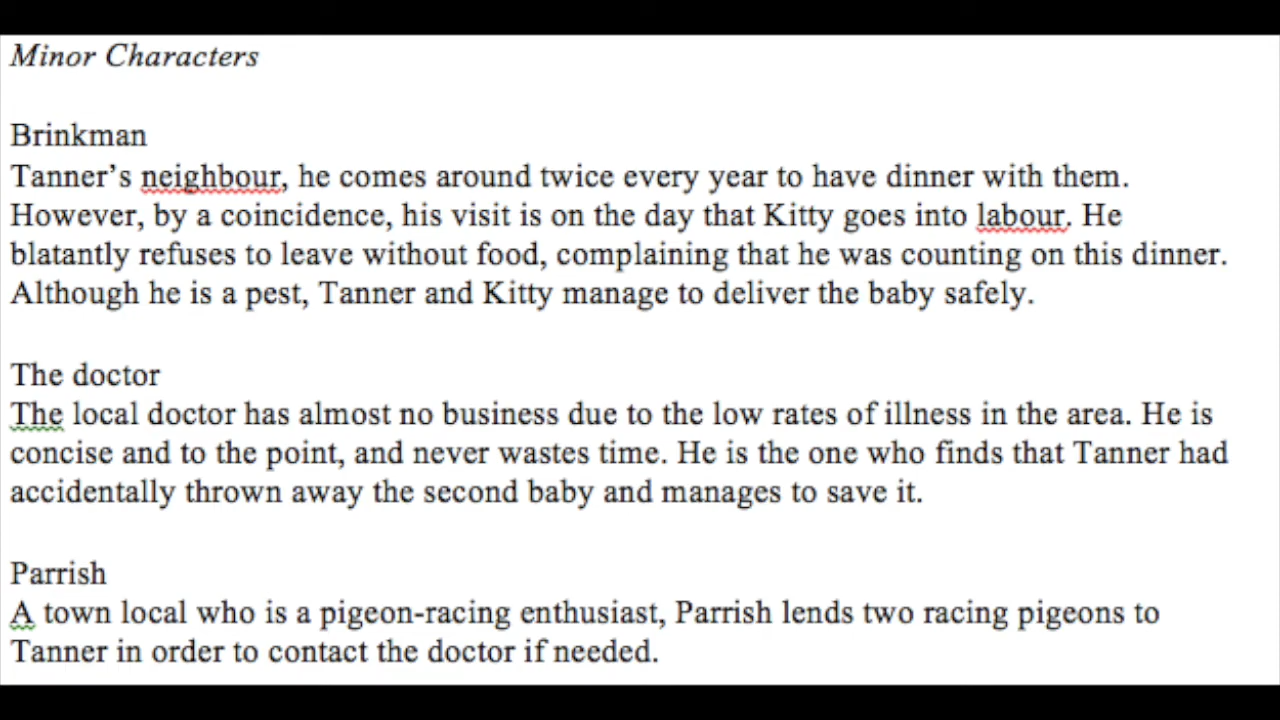 Minor Characters
Brinkman
Tanner's neighbour, he comes around twice every year to have dinner with them.
However, by a coincidence, his visit is on the day that Kitty goes into labour. He
blatantly refuses to leave without food, complaining that he was counting on this dinner.
Although he is a pest, Tanner and Kitty manage to deliver the baby safely.
The doctor
The local doctor has almost no business due to the low rates of illness in the area. He is
concise and to the point, and never wastes time. He is the one who finds that Tanner had
accidentally thrown away the second baby and manages to save it.
Parrish
A town local who is a pigeon-racing enthusiast, Parrish lends two racing pigeons to
Tanner in order to contact the doctor if needed.